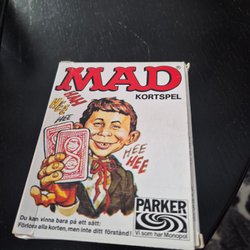 MAD
KORTSPEL
HAH
HEE
HEE
HEE
HEE
PARKER
Du kan vinna bara på ett sätt:
Förlora alla korten, men inte ditt förstånd!
Vi som har Monopol